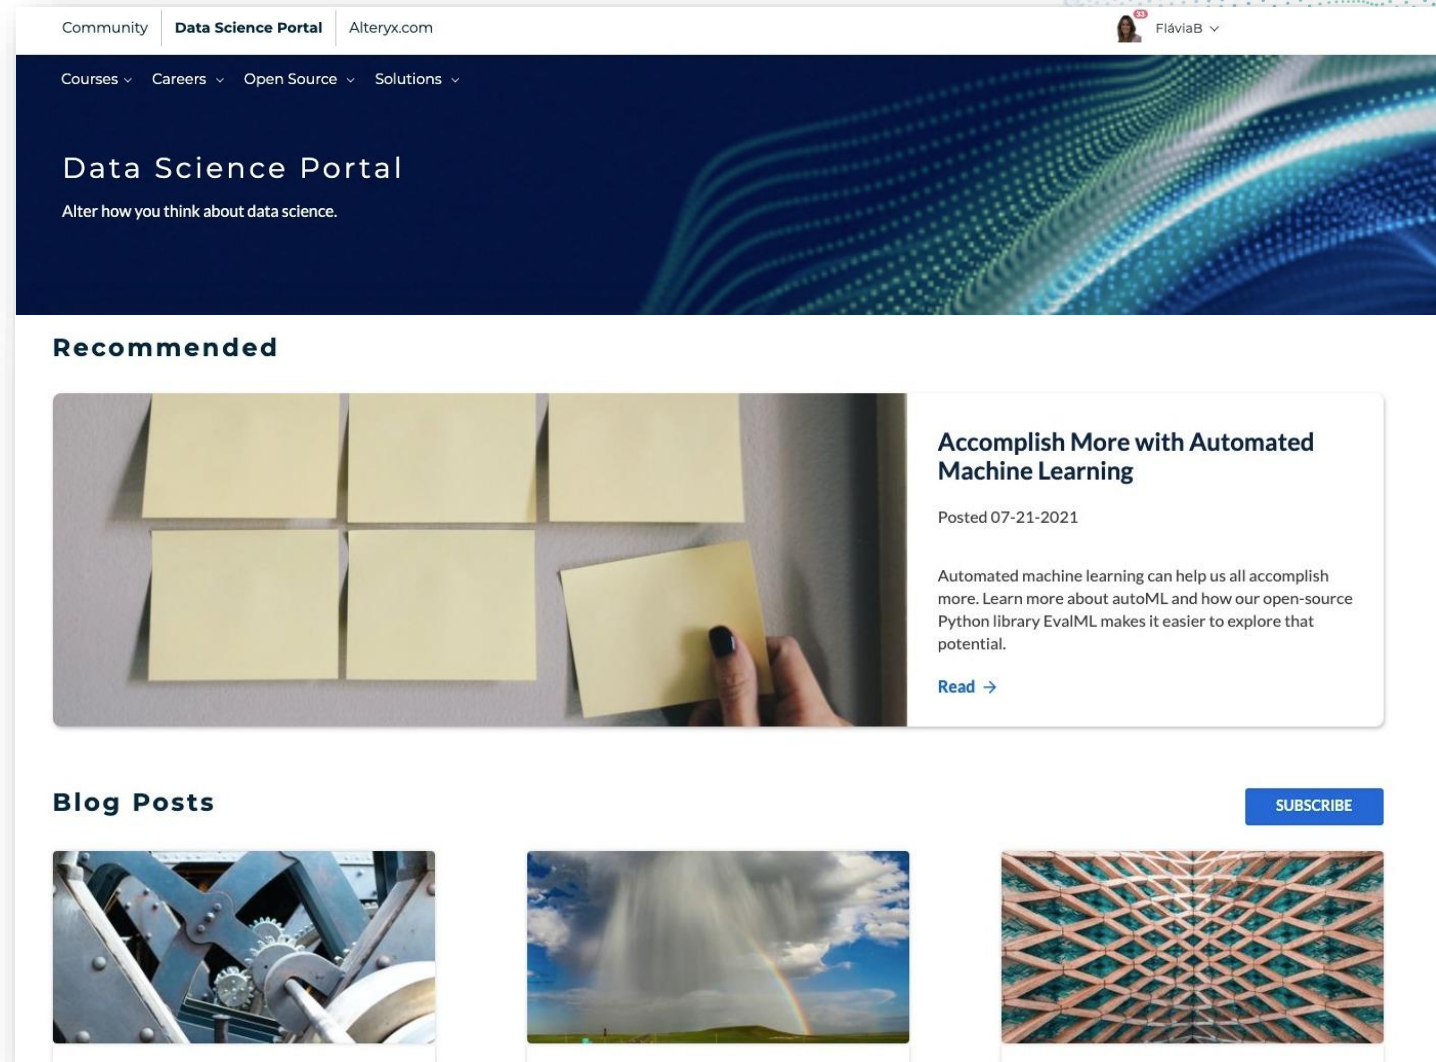 Community Data Science Portal Alteryx.com
33
FláviaB
Courses Careers Open Source Solutions
Data Science Portal
Alter how you think about data science.
Recommended
Accomplish More with Automated
Machine Learning
Posted 07-21-2021
Automated machine learning can help us all accomplish
more. Learn more about autoML and how our open-source
Python library EvalML makes it easier to explore that
potential.
Read →
Blog Posts
SUBSCRIBE